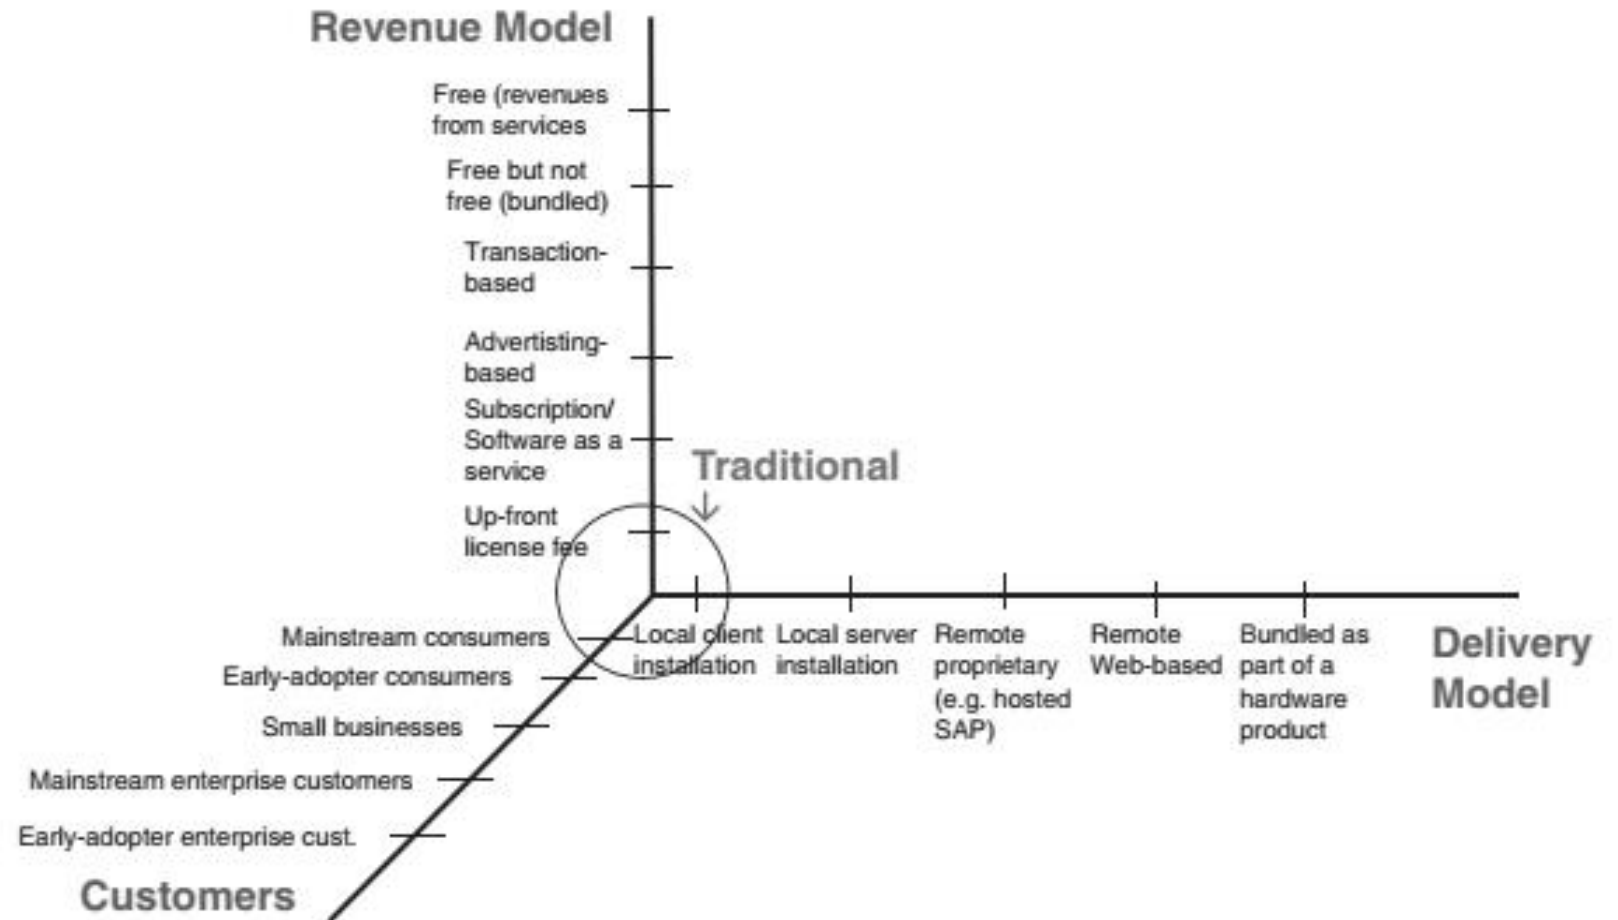 Revenue Model
Free (revenues
from services
Free but not
free (bundled)
Transaction-
based
Advertisting-
based
Subscription/
Software as a
service
Traditional
Up-front
license fee
Mainstream consumers
Early-adopter consumers
Small businesses
Mainstream enterprise customers
Early-adopter enterprise cust.
Customers
Local client
installation
Local server
installation
Remote
proprietary
(e.g. hosted
SAP)
Remote
Web-based
Bundled as
part of a
hardware
product
Delivery
Model